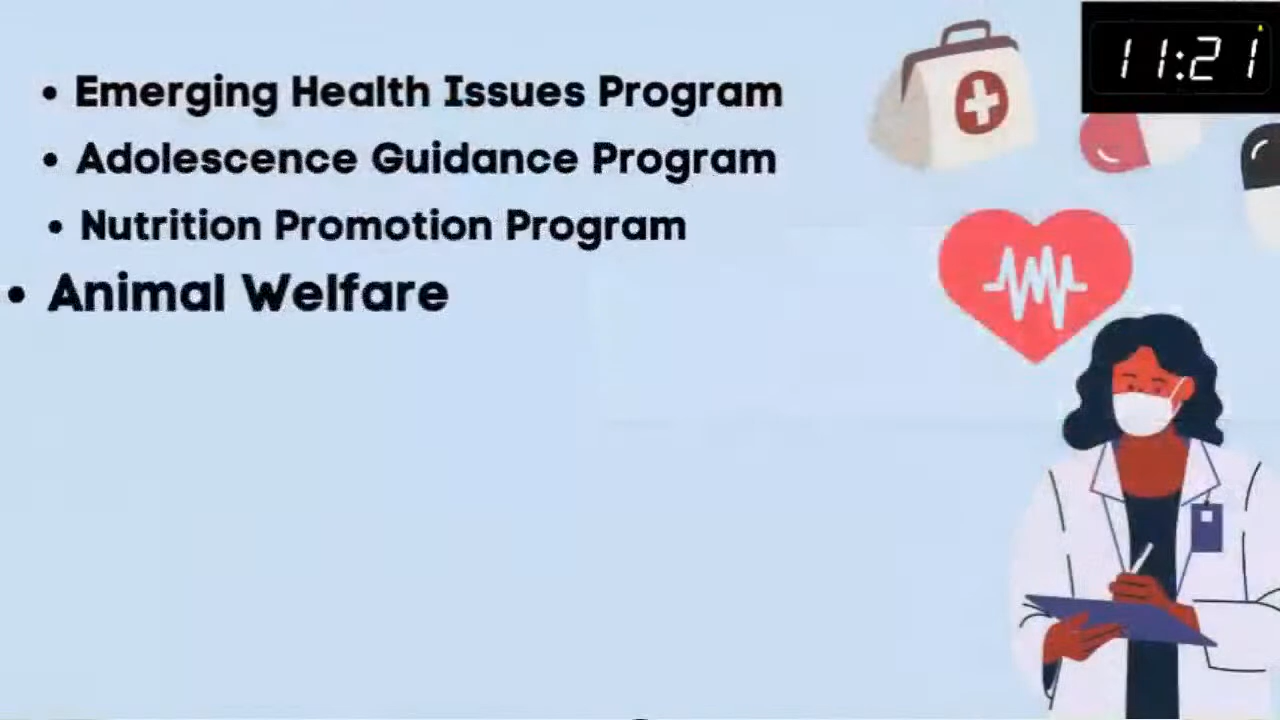 11:21
• Emerging Health Issues Program
• Adolescence Guidance Program
• Nutrition Promotion Program
• Animal Welfare